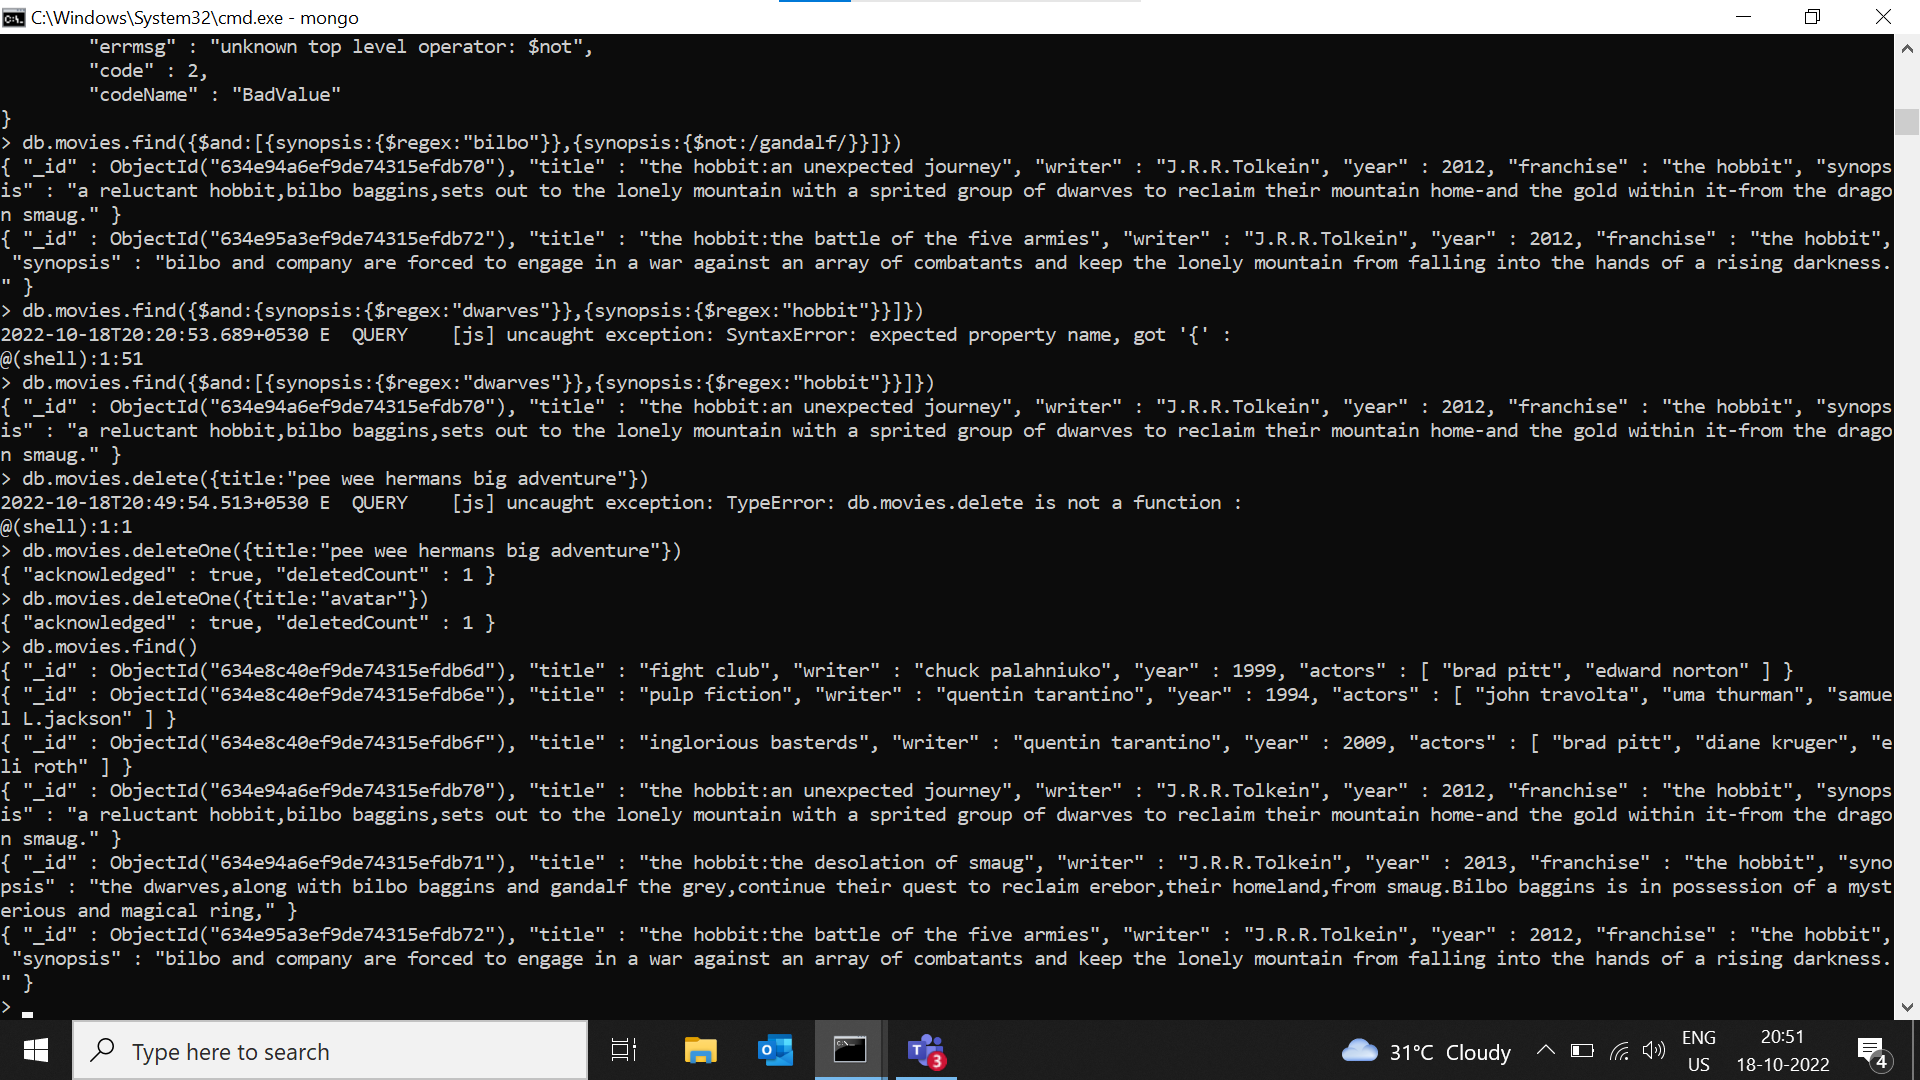 C:\Windows\System32\cmd.exe - mongo
"errmsg" : "unknown top level operator: $not",
"code" : 2,
"codeName" : "BadValue"
}
> db.movies.find({$and:[{synopsis:{$regex:"bilbo"}},{synopsis:{$not:/gandalf/}}]})
{ "_id" : ObjectId("634e94a6ef9de74315efdb70"), "title" : "the hobbit:an unexpected journey", "writer" : "J.R.R.Tolkein", "year" : 2012, "franchise" : "the hobbit", "synops
is" : "a reluctant hobbit,bilbo baggins,sets out to the lonely mountain with a sprited group of dwarves to reclaim their mountain home-and the gold within it-from the drago
n smaug." }
{ "_id" : ObjectId("634e95a3ef9de74315efdb72"), "title" : "the hobbit:the battle of the five armies", "writer" : "J.R.R.Tolkein", "year" : 2012, "franchise" : "the hobbit",
"synopsis" : "bilbo and company are forced to engage in a war against an array of combatants and keep the lonely mountain from falling into the hands of a rising darkness.
" }
> db.movies.find({$and:{synopsis:{$regex:"dwarves"}},{synopsis:{$regex:"hobbit"}}]})
2022-10-18T20:20:53.689+0530 E  QUERY    [js] uncaught exception: SyntaxError: expected property name, got '{' :
@(shell):1:51
> db.movies.find({$and:[{synopsis:{$regex:"dwarves"}},{synopsis:{$regex:"hobbit"}}]})
{ "_id" : ObjectId("634e94a6ef9de74315efdb70"), "title" : "the hobbit:an unexpected journey", "writer" : "J.R.R.Tolkein", "year" : 2012, "franchise" : "the hobbit", "synops
is" : "a reluctant hobbit,bilbo baggins,sets out to the lonely mountain with a sprited group of dwarves to reclaim their mountain home-and the gold within it-from the drago
n smaug." }
> db.movies.delete({title:"pee wee hermans big adventure"})
2022-10-18T20:49:54.513+0530 E  QUERY    [js] uncaught exception: TypeError: db.movies.delete is not a function :
@(shell):1:1
> db.movies.deleteOne({title:"pee wee hermans big adventure"})
{ "acknowledged" : true, "deletedCount" : 1 }
> db.movies.deleteOne({title:"avatar"})
{ "acknowledged" : true, "deletedCount" : 1 }
> db.movies.find()
{ "_id" : ObjectId("634e8c40ef9de74315efdb6d"), "title" : "fight club", "writer" : "chuck palahniuko", "year" : 1999, "actors" : [ "brad pitt", "edward norton" ] }
{ "_id" : ObjectId("634e8c40ef9de74315efdb6e"), "title" : "pulp fiction", "writer" : "quentin tarantino", "year" : 1994, "actors" : [ "john travolta", "uma thurman", "samue
l L.jackson" ] }
{ "_id" : ObjectId("634e8c40ef9de74315efdb6f"), "title" : "inglorious basterds", "writer" : "quentin tarantino", "year" : 2009, "actors" : [ "brad pitt", "diane kruger", "e
li roth" ] }
{ "_id" : ObjectId("634e94a6ef9de74315efdb70"), "title" : "the hobbit:an unexpected journey", "writer" : "J.R.R.Tolkein", "year" : 2012, "franchise" : "the hobbit", "synops
is" : "a reluctant hobbit,bilbo baggins,sets out to the lonely mountain with a sprited group of dwarves to reclaim their mountain home-and the gold within it-from the drago
n smaug." }
{ "_id" : ObjectId("634e94a6ef9de74315efdb71"), "title" : "the hobbit:the desolation of smaug", "writer" : "J.R.R.Tolkein", "year" : 2013, "franchise" : "the hobbit", "syno
psis" : "the dwarves,along with bilbo baggins and gandalf the grey,continue their quest to reclaim erebor,their homeland,from smaug.Bilbo baggins is in possession of a myst
erious and magical ring," }
{ "_id" : ObjectId("634e95a3ef9de74315efdb72"), "title" : "the hobbit:the battle of the five armies", "writer" : "J.R.R.Tolkein", "year" : 2012, "franchise" : "the hobbit",
"synopsis" : "bilbo and company are forced to engage in a war against an array of combatants and keep the lonely mountain from falling into the hands of a rising darkness.
" }
>
Type here to search
31°C Cloudy
ENG
US
20:51
18-10-2022
3
4